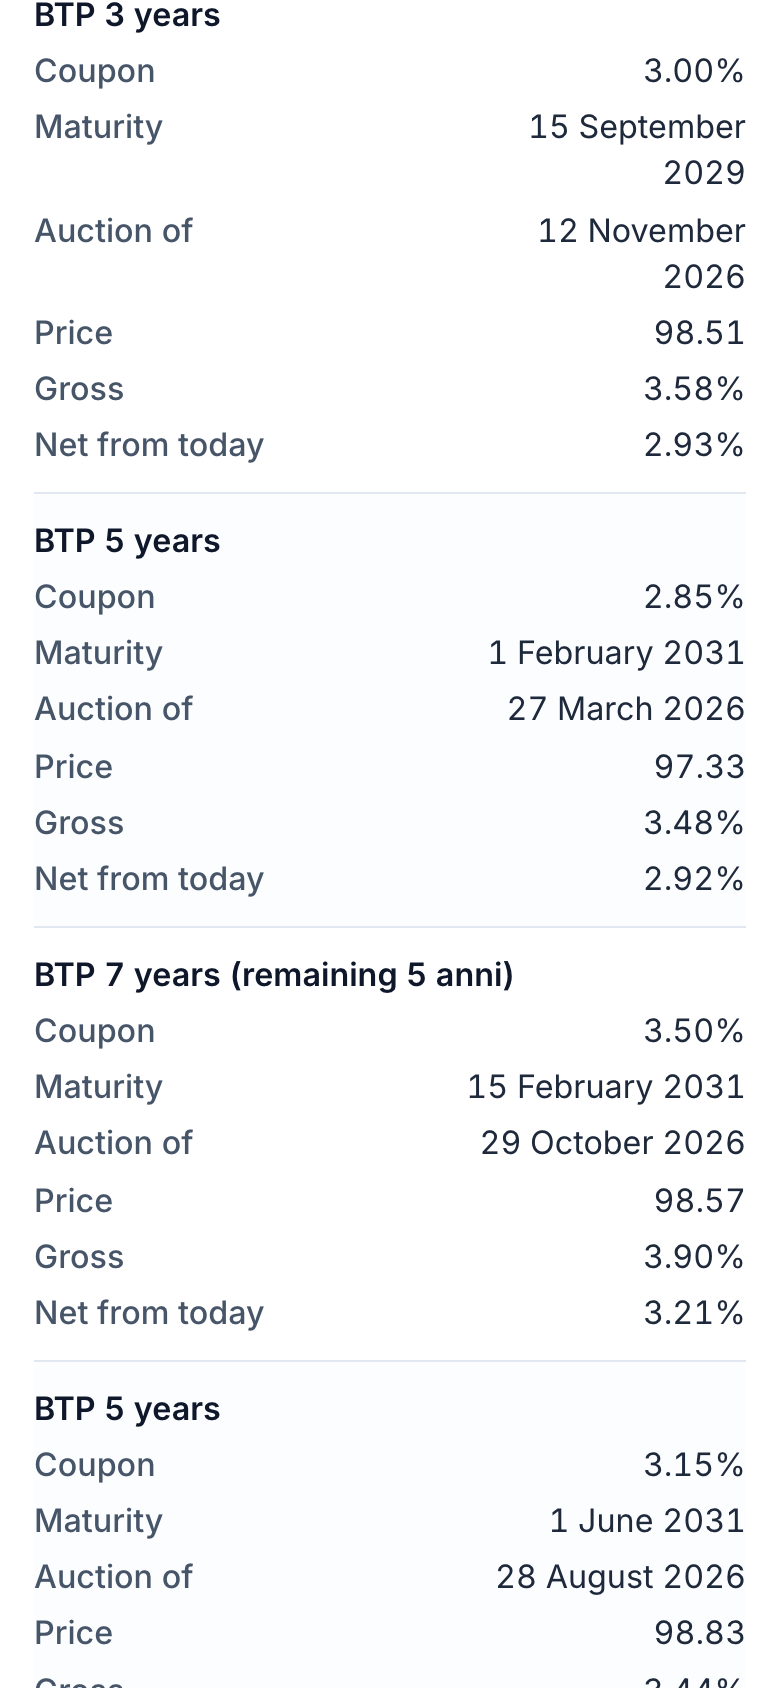 BTP 3 years
Coupon 3.00%
Maturity 15 September
2029
Auction of 12 November
2026
Price 98.51
Gross 3.58%
Net from today 2.93%
BTP 5 years
Coupon 2.85%
Maturity 1 February 2031
Auction of 27 March 2026
Price 97.33
Gross 3.48%
Net from today 2.92%
BTP 7 years (remaining 5 anni)
Coupon 3.50%
Maturity 15 February 2031
Auction of 29 October 2026
Price 98.57
Gross 3.90%
Net from today 3.21%
BTP 5 years
Coupon 3.15%
Maturity 1 June 2031
Auction of 28 August 2026
Price 98.83
Gross